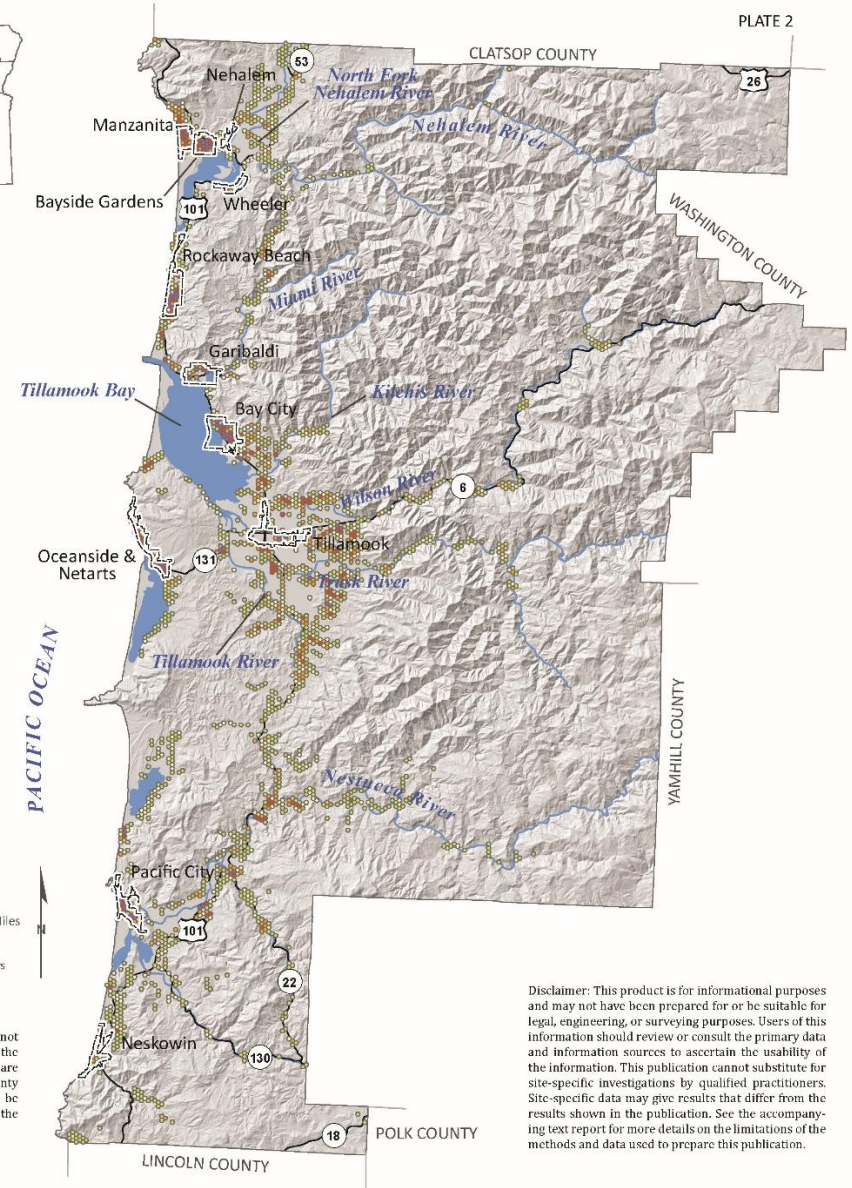 PLATE 2
CLATSOP COUNTY
53
26
Nehalem
North Fork
Nehalem River
Nehalem River
Manzanita
Bayside Gardens
101
Wheeler
WASHINGTON COUNTY
Rockaway Beach
Miami River
Garibaldi
Tillamook Bay
Kilchis River
Bay City
Wilson River
6
Oceanside &
Netarts
131
Tillamook
Trask River
Tillamook River
PACIFIC OCEAN
YAMHILL COUNTY
Nestucca River
Pacific City
101
N
22
Neskowin
130
18
POLK COUNTY
LINCOLN COUNTY
not
the
are
be
the
Disclaimer: This product is for informational purposes
and may not have been prepared for or be suitable for
legal, engineering, or surveying purposes. Users of this
information should review or consult the primary data
and information sources to ascertain the usability of
the information. This publication cannot substitute for
site-specific investigations by qualified practitioners.
Site-specific data may give results that differ from the
results shown in the publication. See the accompany-
ing text report for more details on the limitations of the
methods and data used to prepare this publication.